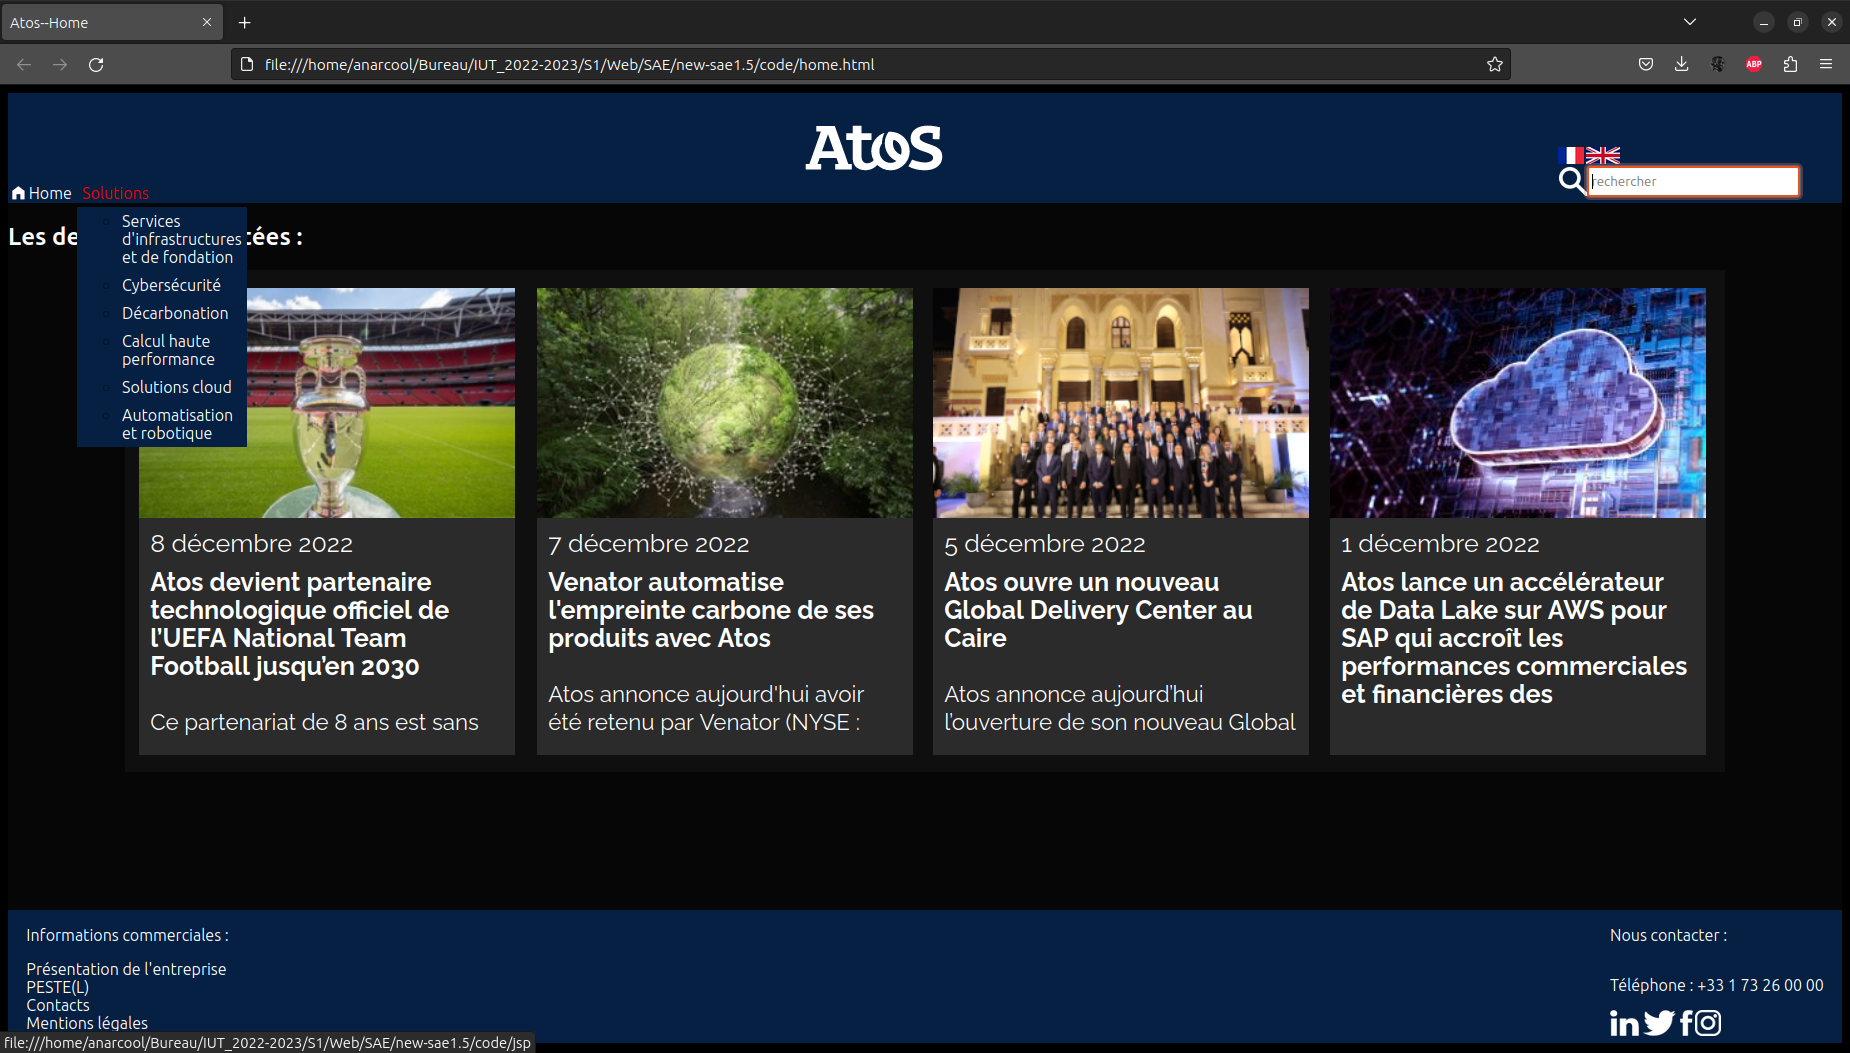 Atos--Home
file:///home/anarcool/Bureau/IUT_2022-2023/S1/Web/SAE/new-sae1.5/code/home.html
ABP
Atos
Home Solutions
rechercher
Services
d'infrastructures
et de fondation
Cybersécurité
Décarbonation
Calcul haute
performance
Solutions cloud
Automatisation
et robotique
Les de
tées :
8 décembre 2022
Atos devient partenaire
technologique officiel de
l’UEFA National Team
Football jusqu’en 2030
Ce partenariat de 8 ans est sans
7 décembre 2022
Venator automatise
l'empreinte carbone de ses
produits avec Atos
Atos annonce aujourd'hui avoir
été retenu par Venator (NYSE :
5 décembre 2022
Atos ouvre un nouveau
Global Delivery Center au
Caire
Atos annonce aujourd’hui
l’ouverture de son nouveau Global
1 décembre 2022
Atos lance un accélérateur
de Data Lake sur AWS pour
SAP qui accroît les
performances commerciales
et financières des
Informations commerciales :
Présentation de l'entreprise
PESTE(L)
Contacts
Mentions légales
Nous contacter :
Téléphone : +33 1 73 26 00 00
file:///home/anarcool/Bureau/IUT_2022-2023/S1/Web/SAE/new-sae1.5/code/jsp